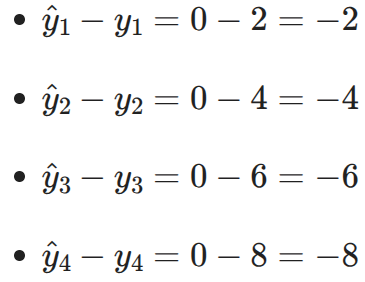 • ŷ₁ − y₁ = 0 − 2 = −2
• ŷ₂ − y₂ = 0 − 4 = −4
• ŷ₃ − y₃ = 0 − 6 = −6
• ŷ₄ − y₄ = 0 − 8 = −8